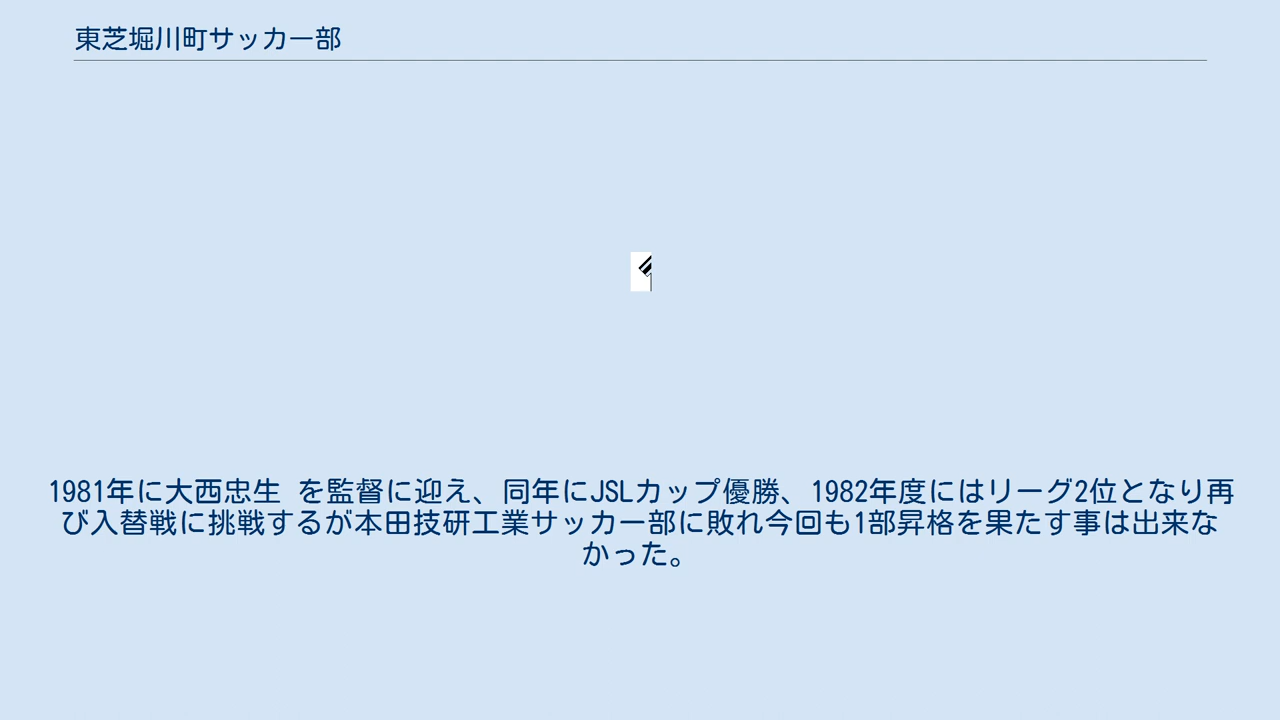 東芝堀川町サッカー部
1981年に大西忠生 を監督に迎え、同年にJSLカップ優勝、1982年度にはリーグ2位となり再
び入替戦に挑戦するが本田技研工業サッカー部に敗れ今回も1部昇格を果たす事は出来な
かった。